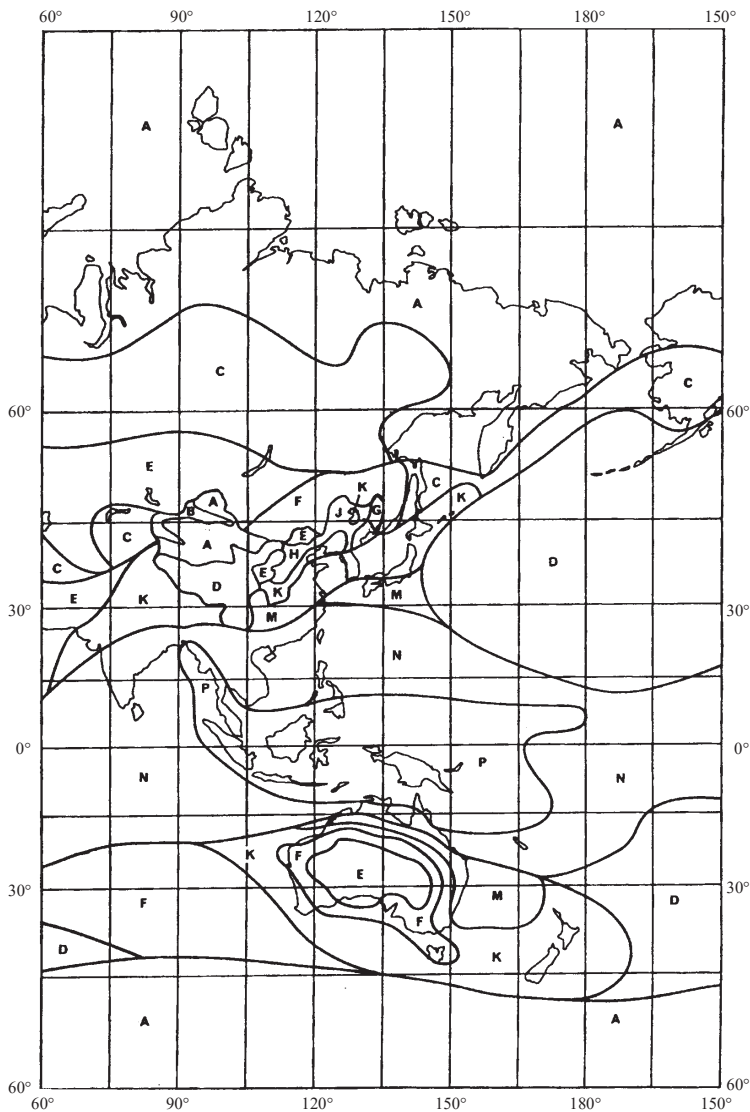 60° 90° 120° 150° 180° 150°
A A
A
C C
60° 60°
E
K
A F C K
B J G
C E
A H D
C E
E K D K M
30° M 30°
N
P
0° P 0°
N N
K F
E
30° M 30°
F F D
D K
A A
60° 60°
60° 90° 120° 150° 180° 150°